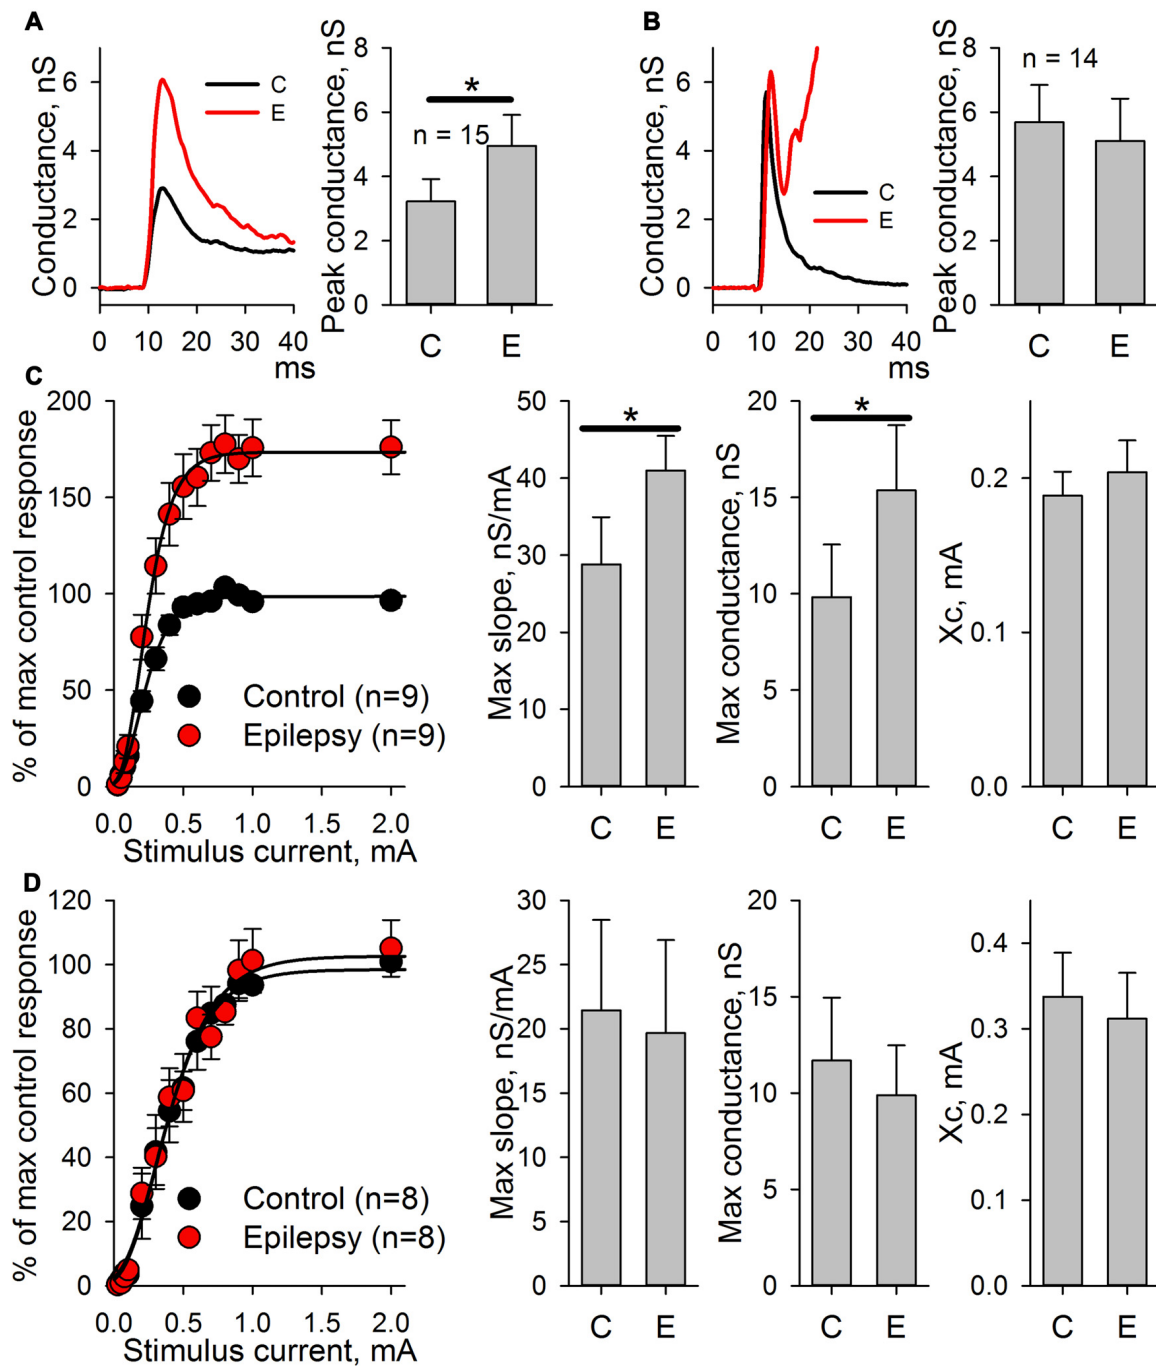 A
Conductance, nS
6
4
2
0
C
E
0 10 20 30 40
ms
Peak conductance, nS
8
6
4
2
0
*
n = 15
C E
B
Conductance, nS
6
4
2
0
C
E
0 10 20 30 40
ms
Peak conductance, nS
8
6
4
2
0
n = 14
C E
C
% of max control response
200
150
100
50
0
Control (n=9)
Epilepsy (n=9)
0.0 0.5 1.0 1.5 2.0
Stimulus current, mA
Max slope, nS/mA
50
40
30
20
10
0
*
C E
Max conductance, nS
20
15
10
5
0
*
C E
Xc, mA
0.2
0.1
0.0
C E
D
% of max control response
120
100
80
60
40
20
0
Control (n=8)
Epilepsy (n=8)
0.0 0.5 1.0 1.5 2.0
Stimulus current, mA
Max slope, nS/mA
30
25
20
15
10
5
0
C E
Max conductance, nS
20
15
10
5
0
C E
Xc, mA
0.4
0.3
0.2
0.1
0.0
C E